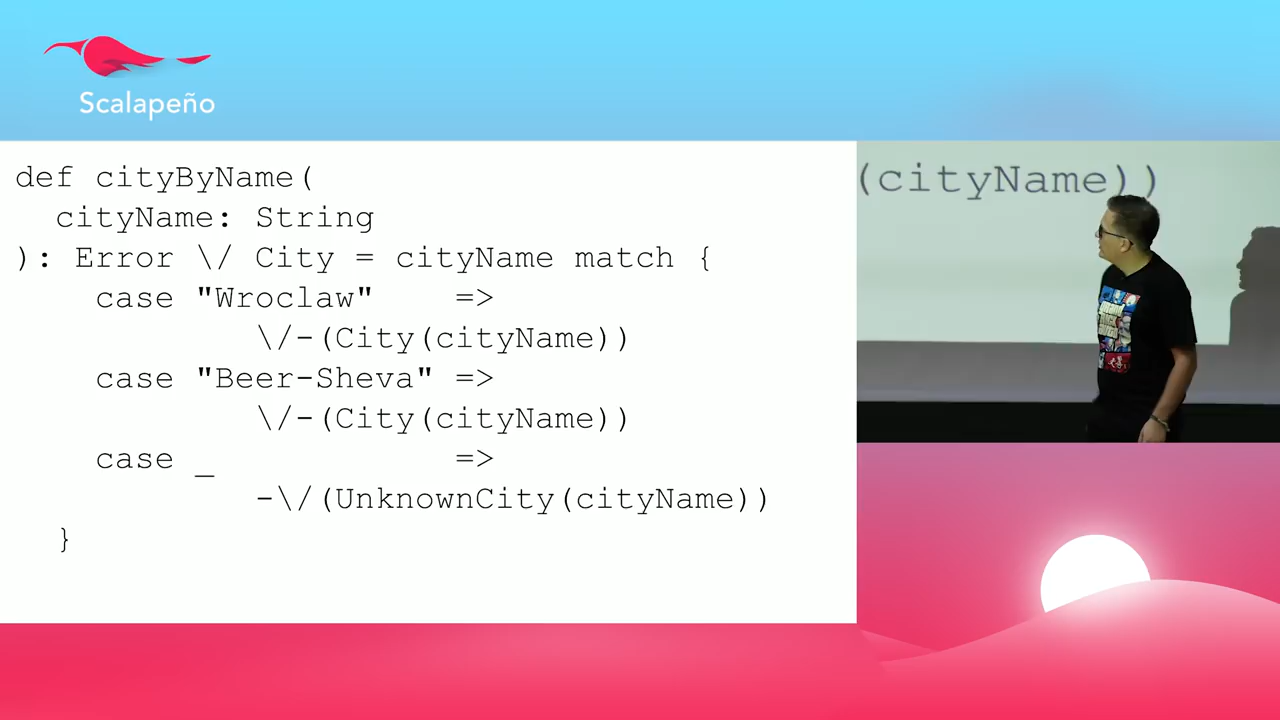 Scalapeño
def cityByName(
cityName: String
): Error \/ City = cityName match {
case "Wroclaw" =>
\/-(City(cityName))
case "Beer-Sheva" =>
\/-(City(cityName))
case _ =>
-\/(UnknownCity(cityName))
}
(cityName))